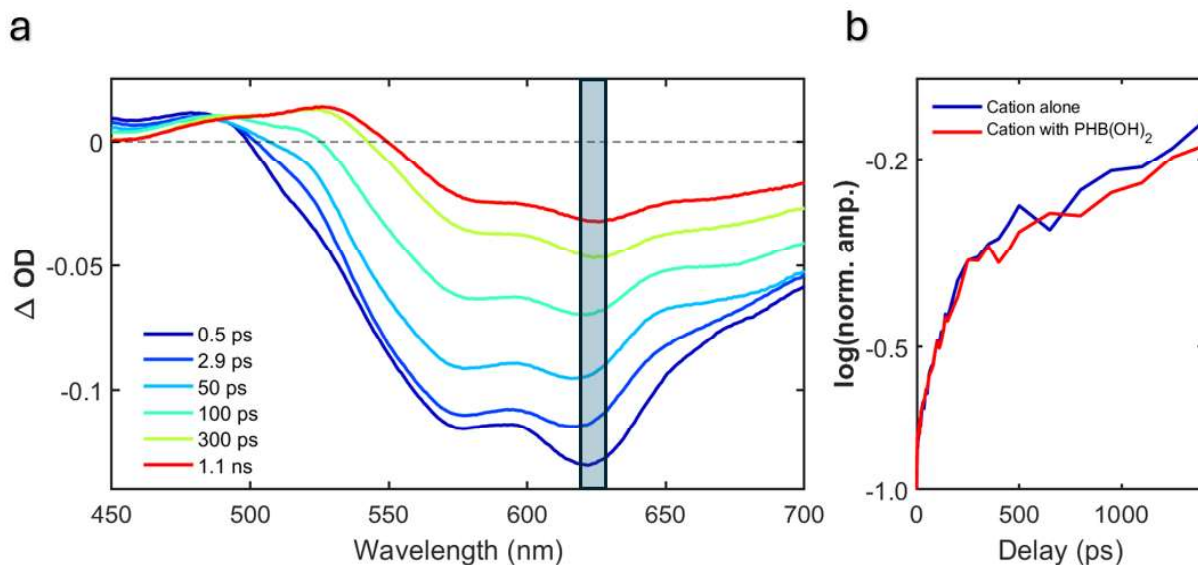 a
0
-0.05
-0.1
Δ OD
0.5 ps
2.9 ps
50 ps
100 ps
300 ps
1.1 ns
450
500
550
600
650
700
Wavelength (nm)
b
Cation alone
Cation with PHB(OH)₂
-0.2
-0.5
-1.0
log(norm. amp.)
0
500
1000
Delay (ps)